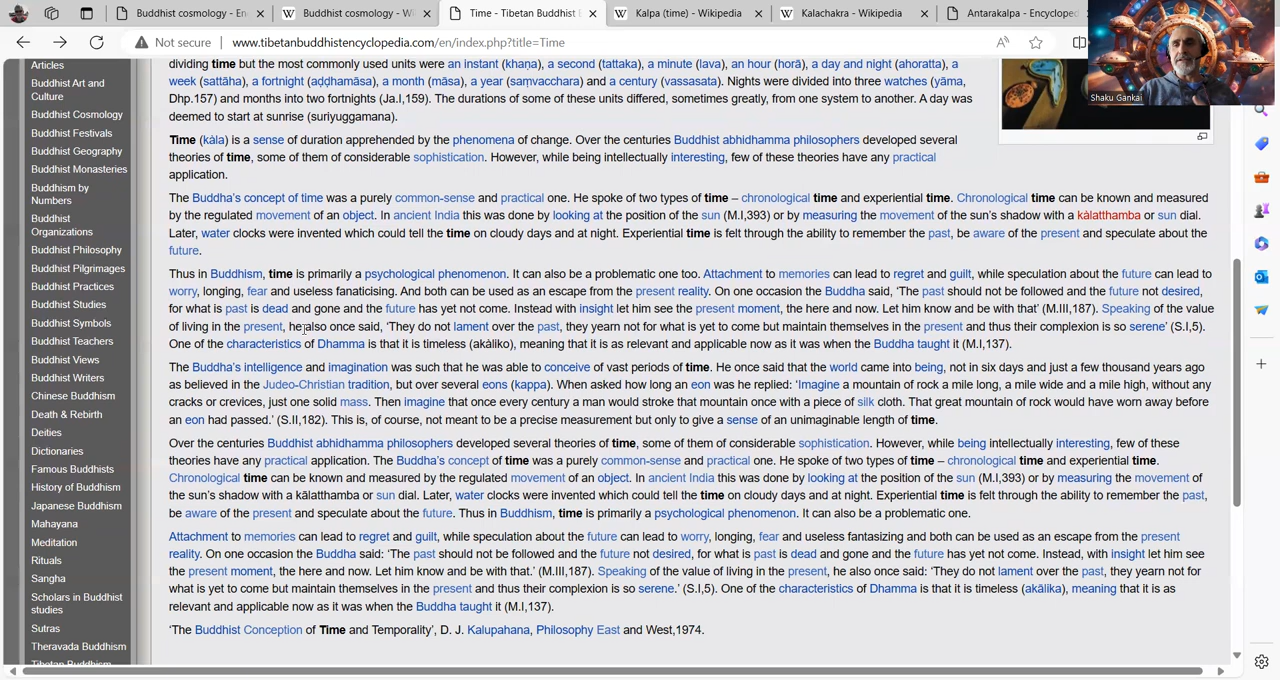 Buddhist cosmology - En
Buddhist cosmology - Wi
Time - Tibetan Buddhist E
Kalpa (time) - Wikipedia
Kalachakra - Wikipedia
Antarakalpa - Encycloped
Not secure
www.tibetanbuddhistencyclopedia.com/en/index.php?title=Time
Shaku Gankai
Articles
Buddhist Art and
Culture
Buddhist Cosmology
Buddhist Festivals
Buddhist Geography
Buddhist Monasteries
Buddhism by
Numbers
Buddhist
Organizations
Buddhist Philosophy
Buddhist Pilgrimages
Buddhist Practices
Buddhist Studies
Buddhist Symbols
Buddhist Teachers
Buddhist Views
Buddhist Writers
Chinese Buddhism
Death & Rebirth
Deities
Dictionaries
Famous Buddhists
History of Buddhism
Japanese Buddhism
Mahayana
Meditation
Rituals
Sangha
Scholars in Buddhist
studies
Sutras
Theravada Buddhism
Tibetan Buddhism
dividing time but the most commonly used units were an instant (khaṇa), a second (tattaka), a minute (lava), an hour (horā), a day and night (ahoratta), a
week (sattāha), a fortnight (aḍḍhamāsa), a month (māsa), a year (saṃvacchara) and a century (vassasata). Nights were divided into three watches (yāma,
Dhp.157) and months into two fortnights (Ja.I,159). The durations of some of these units differed, sometimes greatly, from one system to another. A day was
deemed to start at sunrise (suriyuggamana).
Time (kàla) is a sense of duration apprehended by the phenomena of change. Over the centuries Buddhist abhidhamma philosophers developed several
theories of time, some of them of considerable sophistication. However, while being intellectually interesting, few of these theories have any practical
application.
The Buddha's concept of time was a purely common-sense and practical one. He spoke of two types of time – chronological time and experiential time. Chronological time can be known and measured
by the regulated movement of an object. In ancient India this was done by looking at the position of the sun (M.I,393) or by measuring the movement of the sun's shadow with a kàlatthamba or sun dial.
Later, water clocks were invented which could tell the time on cloudy days and at night. Experiential time is felt through the ability to remember the past, be aware of the present and speculate about the
future.
Thus in Buddhism, time is primarily a psychological phenomenon. It can also be a problematic one too. Attachment to memories can lead to regret and guilt, while speculation about the future can lead to
worry, longing, fear and useless fanaticising. And both can be used as an escape from the present reality. On one occasion the Buddha said, ‘The past should not be followed and the future not desired,
for what is past is dead and gone and the future has yet not come. Instead with insight let him see the present moment, the here and now. Let him know and be with that’ (M.III,187). Speaking of the value
of living in the present, he also once said, ‘They do not lament over the past, they yearn not for what is yet to come but maintain themselves in the present and thus their complexion is so serene’ (S.I,5).
One of the characteristics of Dhamma is that it is timeless (akàliko), meaning that it is as relevant and applicable now as it was when the Buddha taught it (M.I,137).
The Buddha's intelligence and imagination was such that he was able to conceive of vast periods of time. He once said that the world came into being, not in six days and just a few thousand years ago
as believed in the Judeo-Christian tradition, but over several eons (kappa). When asked how long an eon was he replied: ‘Imagine a mountain of rock a mile long, a mile wide and a mile high, without any
cracks or crevices, just one solid mass. Then imagine that once every century a man would stroke that mountain once with a piece of silk cloth. That great mountain of rock would have worn away before
an eon had passed.’ (S.II,182). This is, of course, not meant to be a precise measurement but only to give a sense of an unimaginable length of time.
Over the centuries Buddhist abhidhamma philosophers developed several theories of time, some of them of considerable sophistication. However, while being intellectually interesting, few of these
theories have any practical application. The Buddha's concept of time was a purely common-sense and practical one. He spoke of two types of time – chronological time and experiential time.
Chronological time can be known and measured by the regulated movement of an object. In ancient India this was done by looking at the position of the sun (M.I,393) or by measuring the movement of
the sun's shadow with a kālatthamba or sun dial. Later, water clocks were invented which could tell the time on cloudy days and at night. Experiential time is felt through the ability to remember the past,
be aware of the present and speculate about the future. Thus in Buddhism, time is primarily a psychological phenomenon. It can also be a problematic one.
Attachment to memories can lead to regret and guilt, while speculation about the future can lead to worry, longing, fear and useless fantasizing and both can be used as an escape from the present
reality. On one occasion the Buddha said: ‘The past should not be followed and the future not desired, for what is past is dead and gone and the future has yet not come. Instead, with insight let him see
the present moment, the here and now. Let him know and be with that.’ (M.III,187). Speaking of the value of living in the present, he also once said: ‘They do not lament over the past, they yearn not for
what is yet to come but maintain themselves in the present and thus their complexion is so serene.’ (S.I,5). One of the characteristics of Dhamma is that it is timeless (akālika), meaning that it is as
relevant and applicable now as it was when the Buddha taught it (M.I,137).
‘The Buddhist Conception of Time and Temporality’, D. J. Kalupahana, Philosophy East and West,1974.